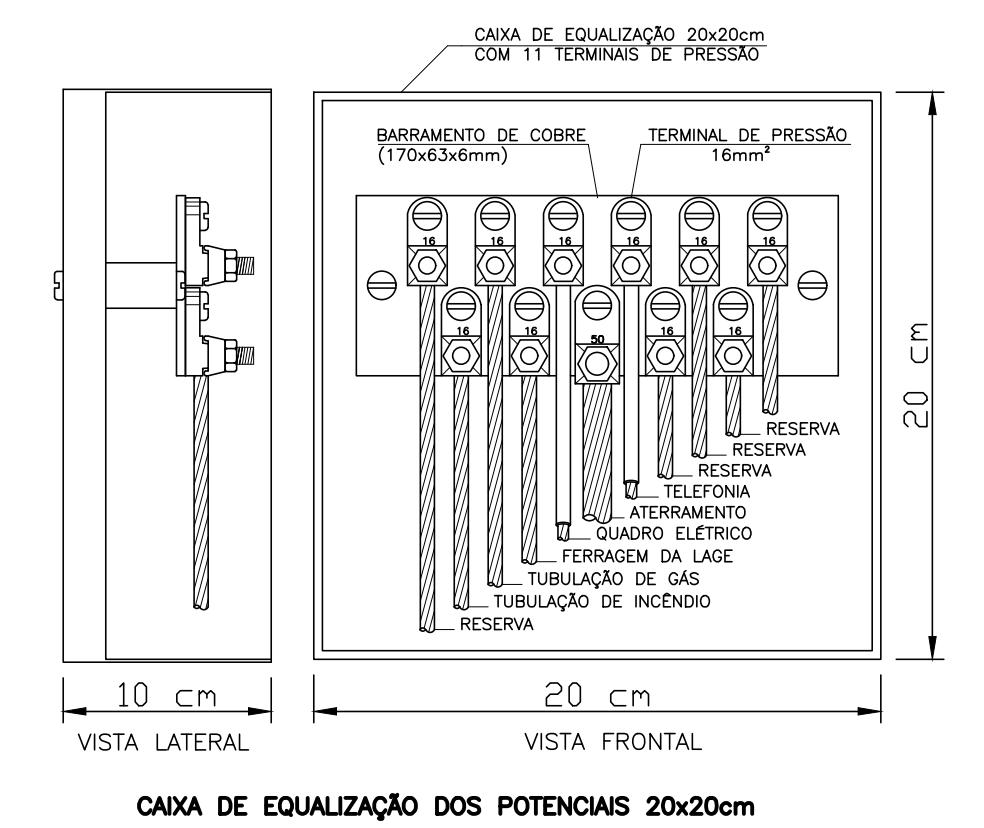 CAIXA DE EQUALIZAÇÃO 20x20cm
COM 11 TERMINAIS DE PRESSÃO
BARRAMENTO DE COBRE
(170x63x6mm)
TERMINAL DE PRESSÃO
16mm²
16 16 16 16 16 16
16 16 50 16 16
RESERVA
RESERVA
RESERVA
TELEFONIA
ATERRAMENTO
QUADRO ELÉTRICO
FERRAGEM DA LAGE
TUBULAÇÃO DE GÁS
TUBULAÇÃO DE INCÊNDIO
RESERVA
20 cm
10 cm
20 cm
VISTA LATERAL
VISTA FRONTAL
CAIXA DE EQUALIZAÇÃO DOS POTENCIAIS 20x20cm